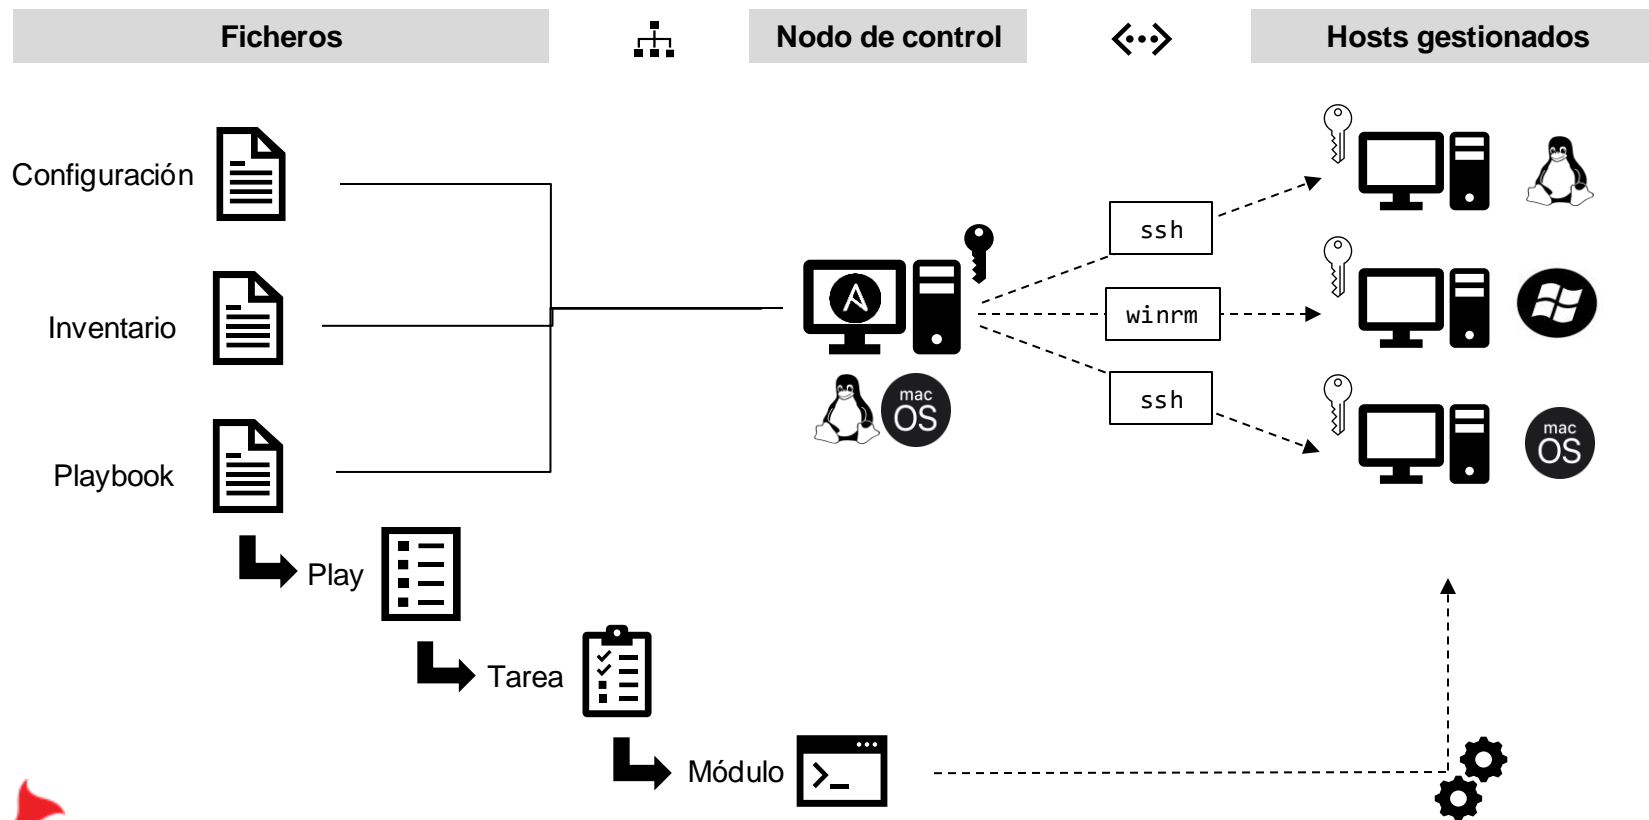 Ficheros
Nodo de control
Hosts gestionados
Configuración
ssh
Inventario
winrm
mac
OS
ssh
mac
OS
Playbook
Play
Tarea
Módulo
>_